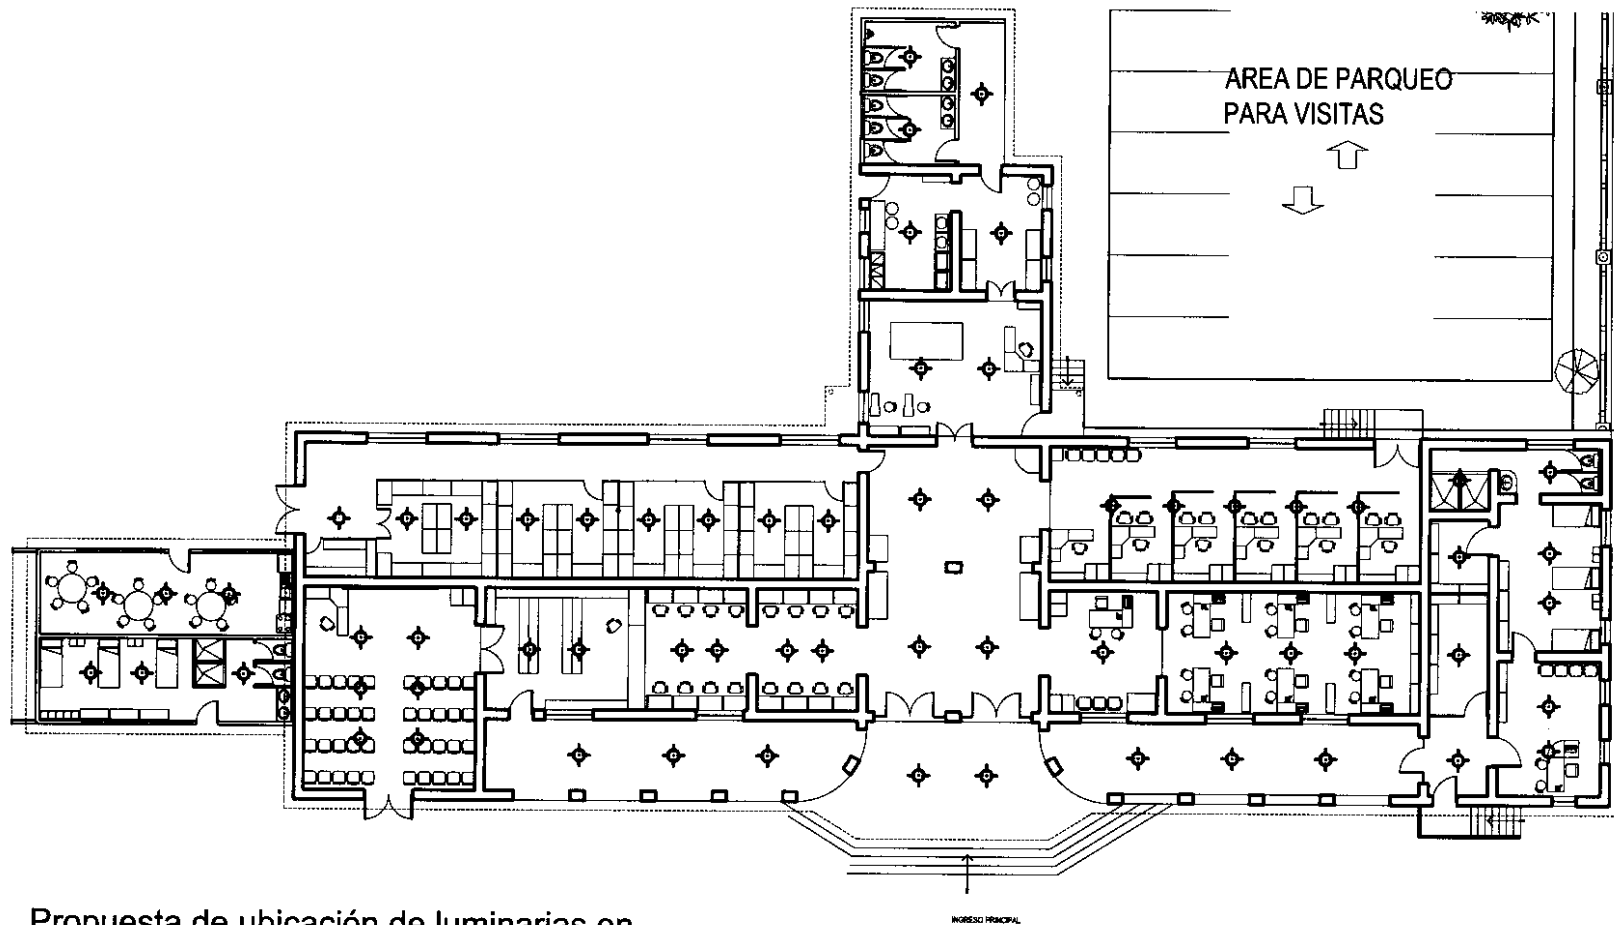 AREA DE PARQUEO
PARA VISITAS
INGRESO PRINCIPAL
Propuesta de ubicación de luminarias en